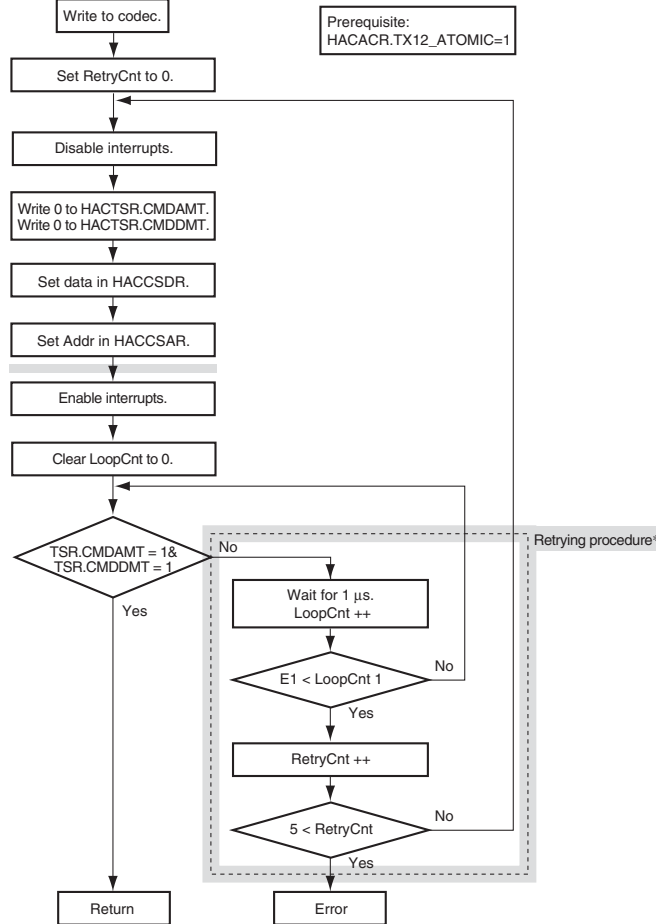 Write to codec.
Prerequisite:
HACACR.TX12_ATOMIC=1
Set RetryCnt to 0.
Disable interrupts.
Write 0 to HACTSR.CMDAMT.
Write 0 to HACTSR.CMDDMT.
Set data in HACCSDR.
Set Addr in HACCSAR.
Enable interrupts.
Clear LoopCnt to 0.
TSR.CMDAMT = 1&
TSR.CMDDMT = 1
No
Retrying procedure*
Yes
Wait for 1 μs.
LoopCnt ++
E1 < LoopCnt 1
No
Yes
RetryCnt ++
5 < RetryCnt
No
Yes
Return
Error